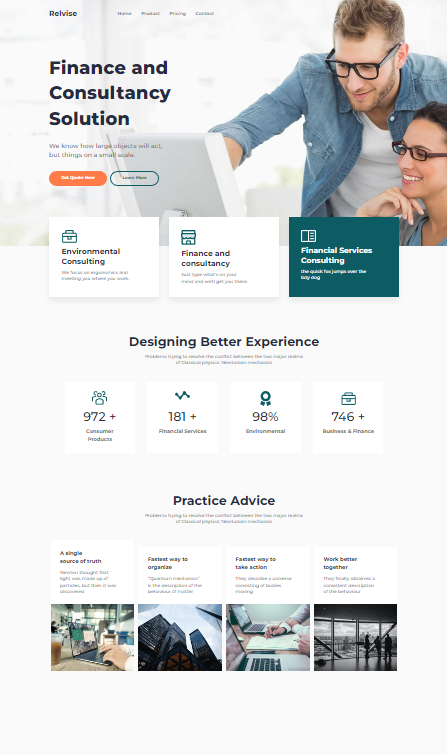 Relvise
Home Product Pricing Contact
Finance and
Consultancy
Solution
We know how large objects will act,
but things on a small scale.
Get Quote Now
Learn More
Environmental
Consulting
We focus on ergonomics and
meeting you where you work.
Finance and
consultancy
Just type what's on your
mind and we'll get you there.
Financial Services
Consulting
the quick fox jumps over the
lazy dog
Designing Better Experience
Problems trying to resolve the conflict between the two major realms
of Classical physics: Newtonian mechanics
972 +
Consumer
Products
181 +
Financial Services
98%
Environmental
746 +
Business & Finance
Practice Advice
Problems trying to resolve the conflict between the two major realms
of Classical physics: Newtonian mechanics
A single
source of truth
Newton thought that
light was made up of
particles, but then it was
discovered
Fastest way to
organize
"Quantum mechanics"
is the description of the
behaviour of matter
Fastest way to
take action
They describe a universe
consisting of bodies
moving
Work better
together
They finally obtained a
consistent description
of the behaviour